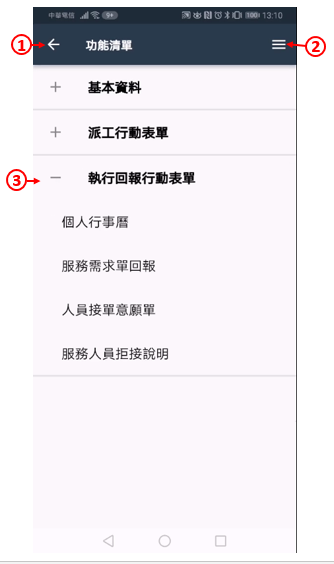 中華電信 9+ 100 13:10
① 功能清單 ②
基本資料
派工行動表單
③ 執行回報行動表單
個人行事曆
服務需求單回報
人員接單意願單
服務人員拒接說明